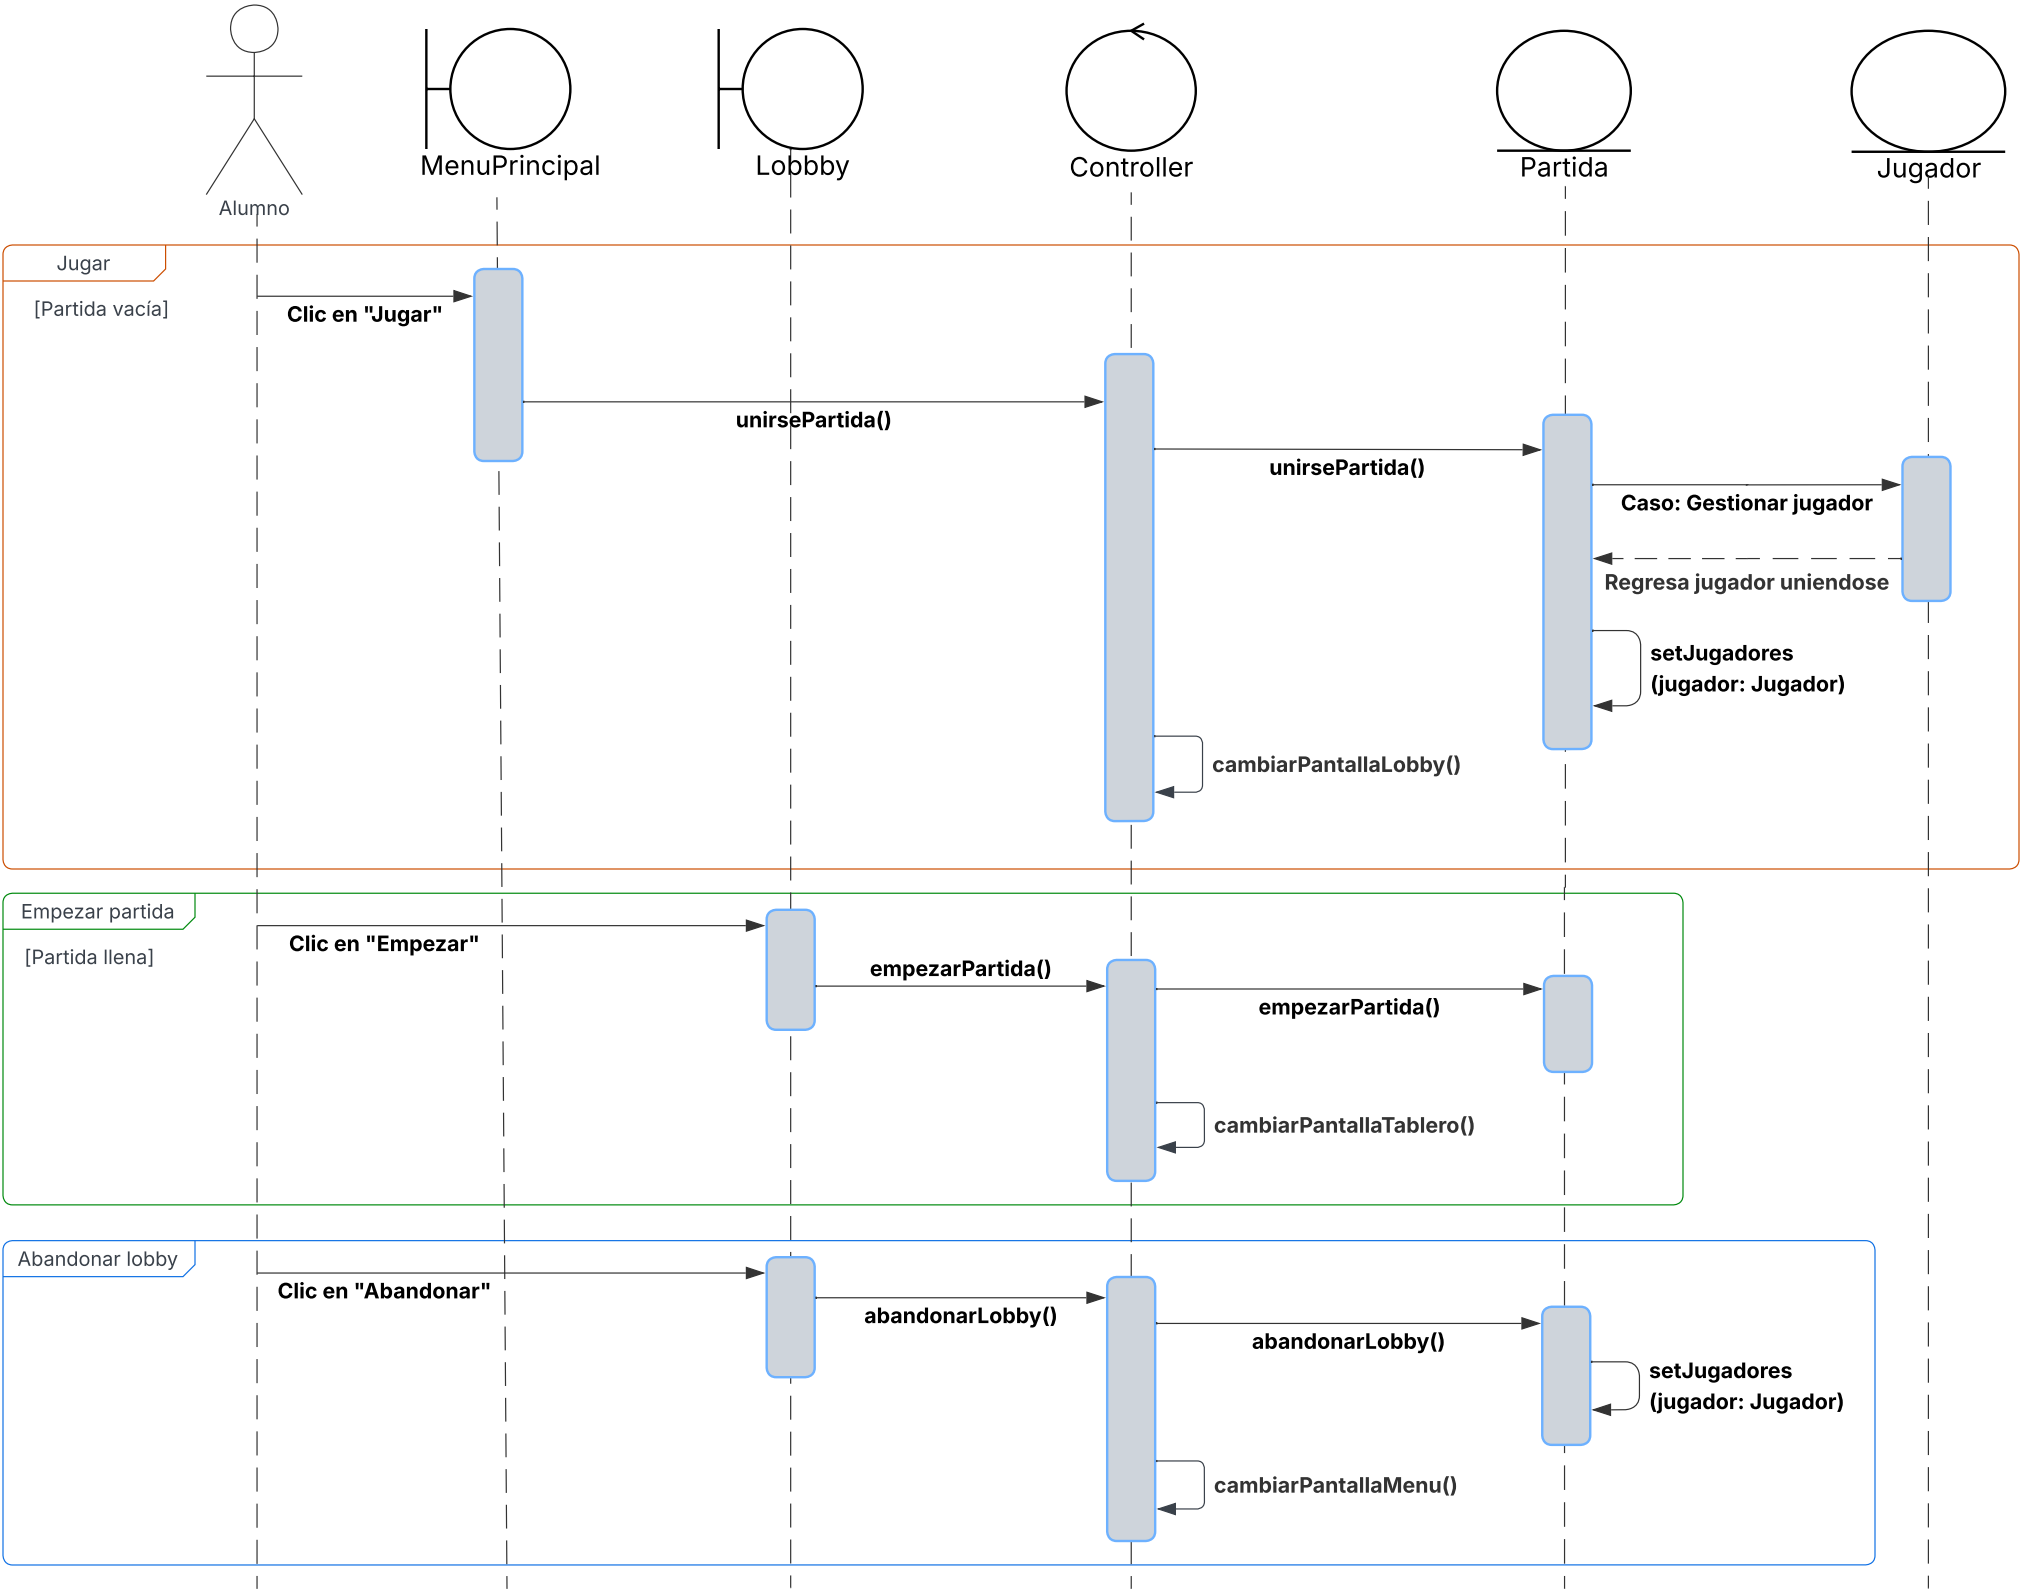 Alumno
MenuPrincipal
Lobbby
Controller
Partida
Jugador
Jugar
[Partida vacía]
Clic en "Jugar"
unirsePartida()
unirsePartida()
Caso: Gestionar jugador
Regresa jugador uniendose
setJugadores
(jugador: Jugador)
cambiarPantallaLobby()
Empezar partida
[Partida llena]
Clic en "Empezar"
empezarPartida()
empezarPartida()
cambiarPantallaTablero()
Abandonar lobby
Clic en "Abandonar"
abandonarLobby()
abandonarLobby()
setJugadores
(jugador: Jugador)
cambiarPantallaMenu()